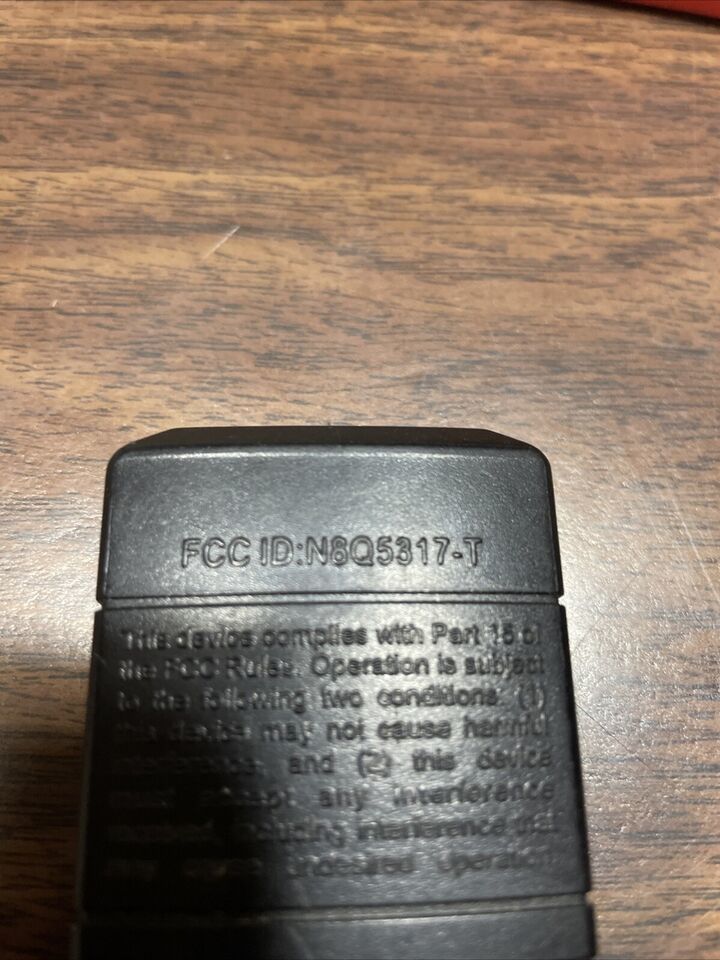 FCC ID:N8Q5317-T
This device complies with Part 15 of
the FCC Rules. Operation is subject
to the following two conditions: (1)
this device may not cause harmful
interference, and (2) this device
must accept any interference
received, including interference that
may cause undesired operation